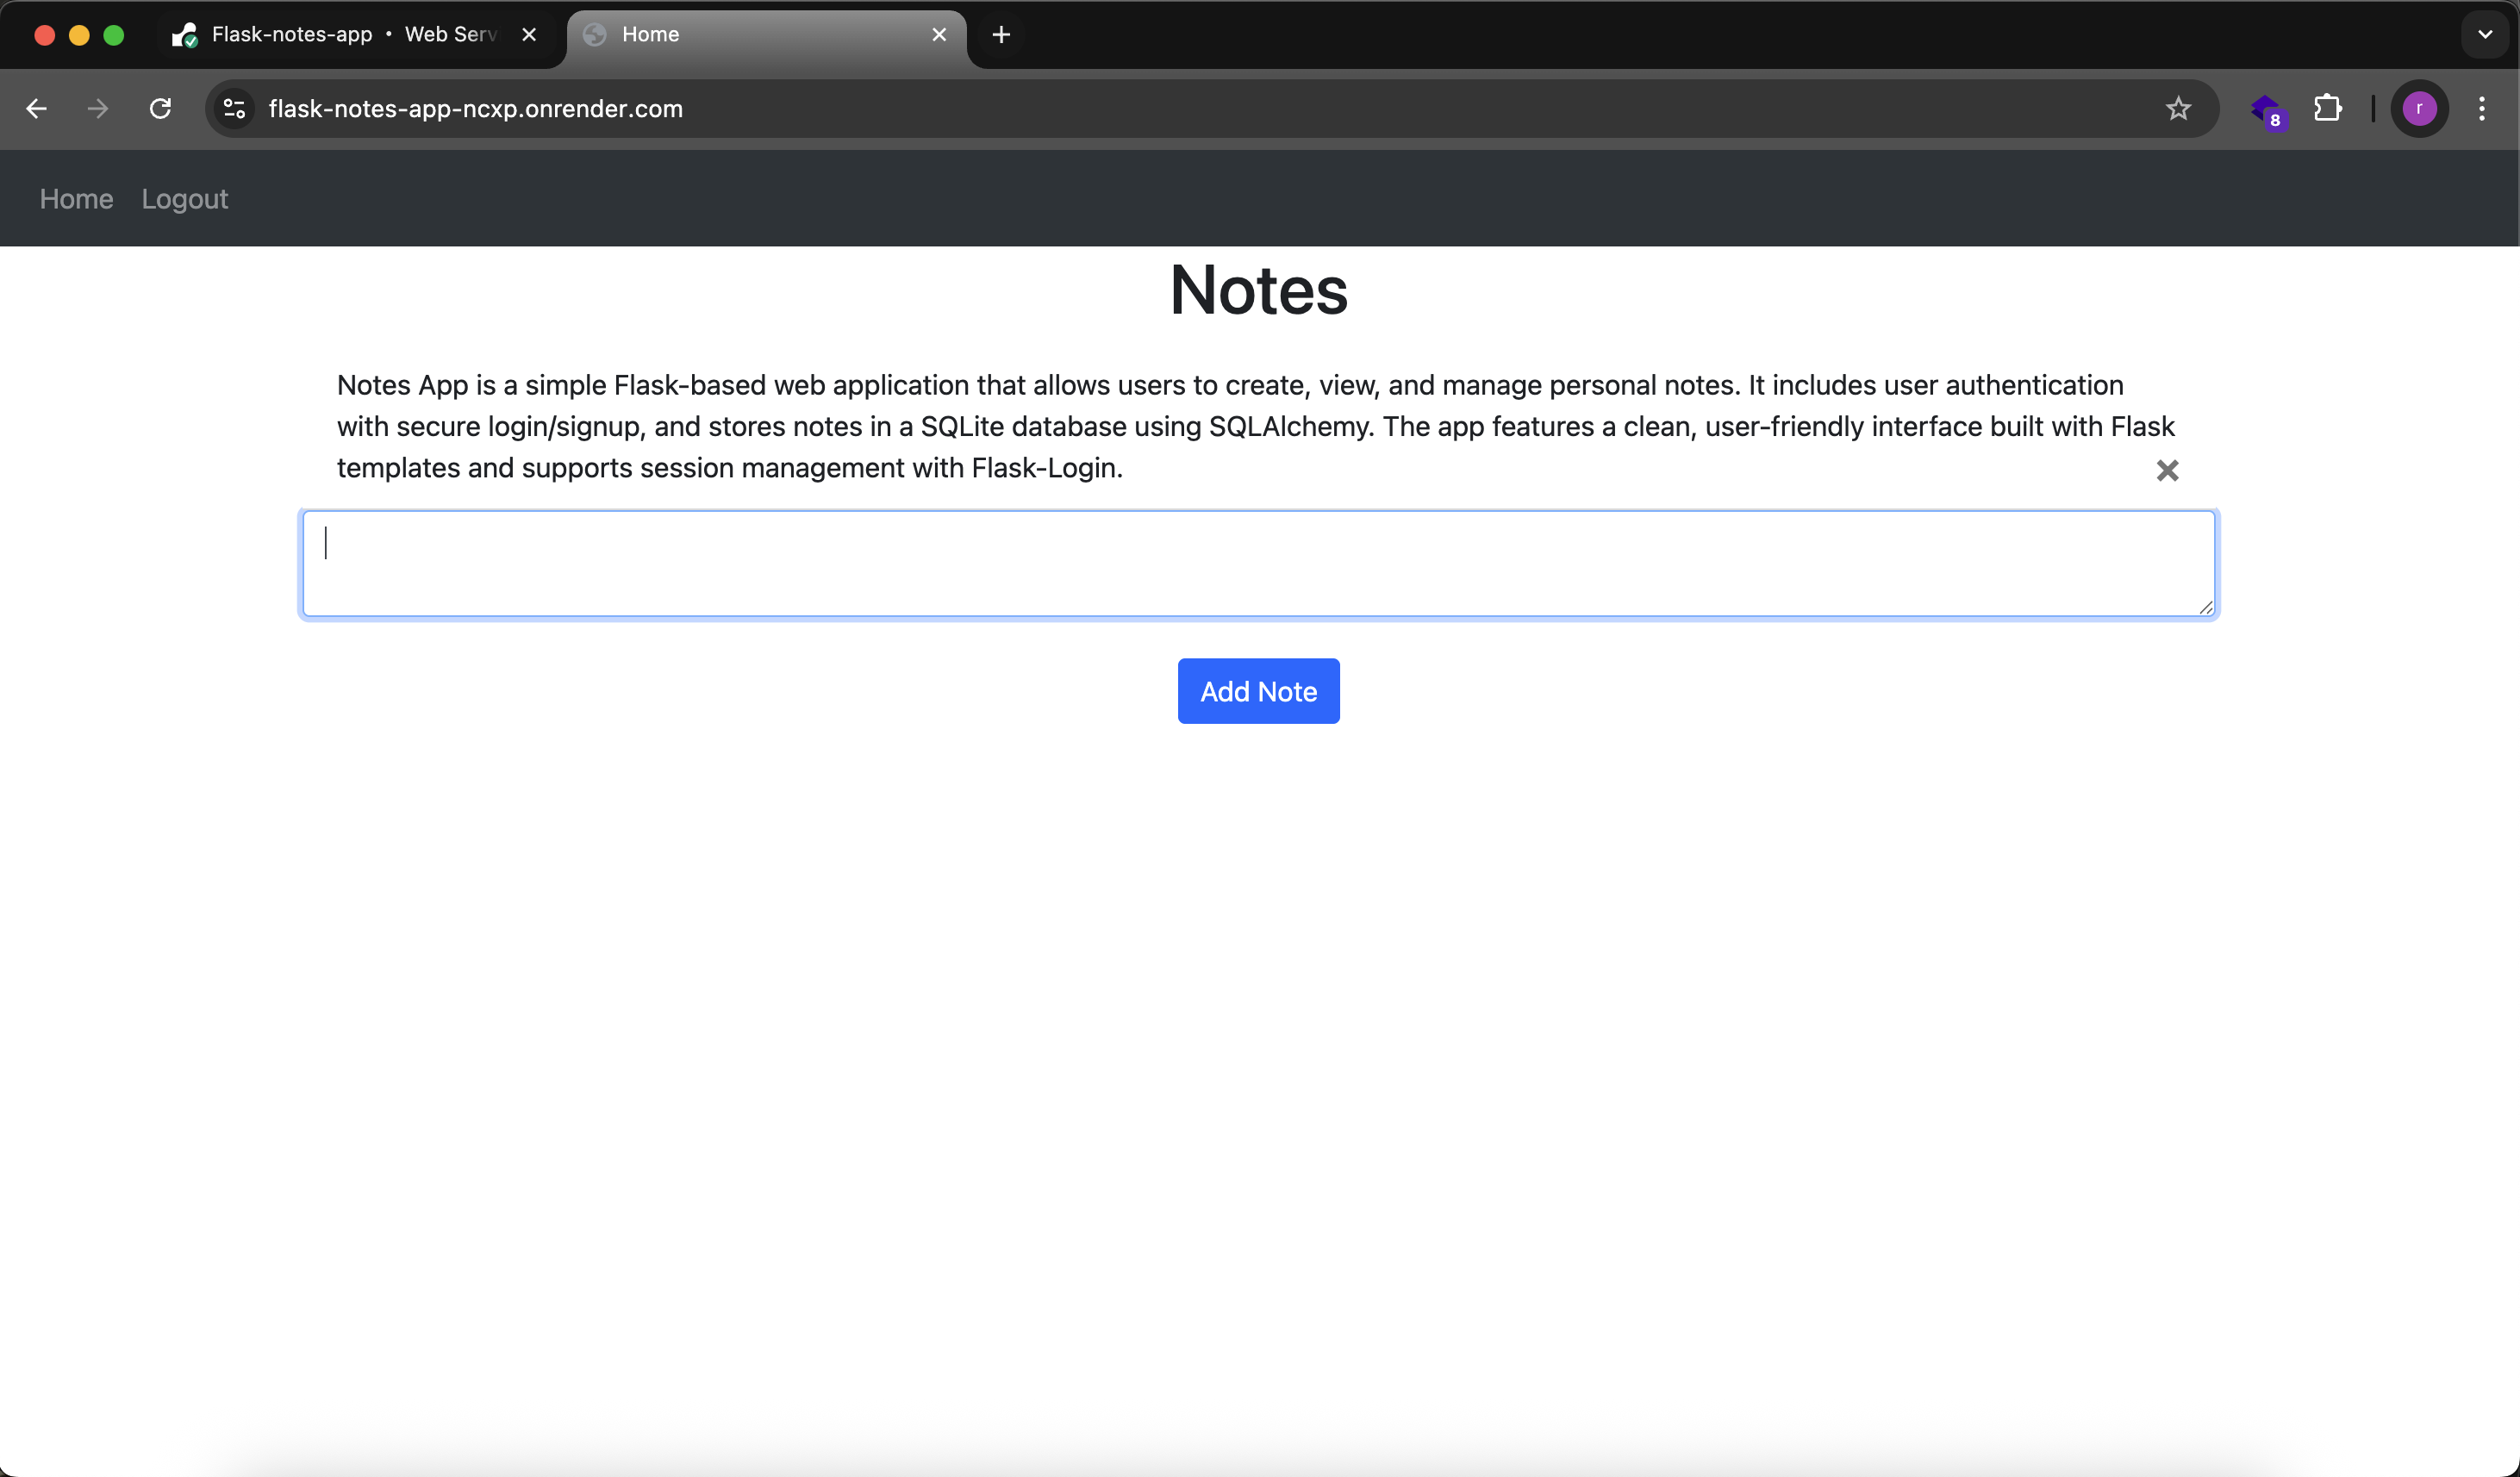 Flask-notes-app • Web Serv
Home
flask-notes-app-ncxp.onrender.com
8
r
Home Logout
Notes
Notes App is a simple Flask-based web application that allows users to create, view, and manage personal notes. It includes user authentication
with secure login/signup, and stores notes in a SQLite database using SQLAlchemy. The app features a clean, user-friendly interface built with Flask
templates and supports session management with Flask-Login.
Add Note